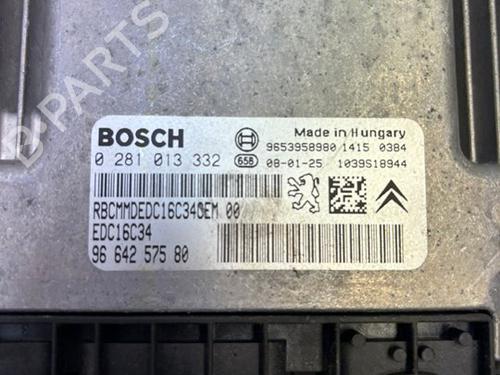 B-PARTS
BOSCH
Made in Hungary
9653958980 1415 0384
0 281 013 332 658 08-01-25 1039S18944
RBCMMDEDC16C34GEM 00
EDC16C34
96 642 575 80